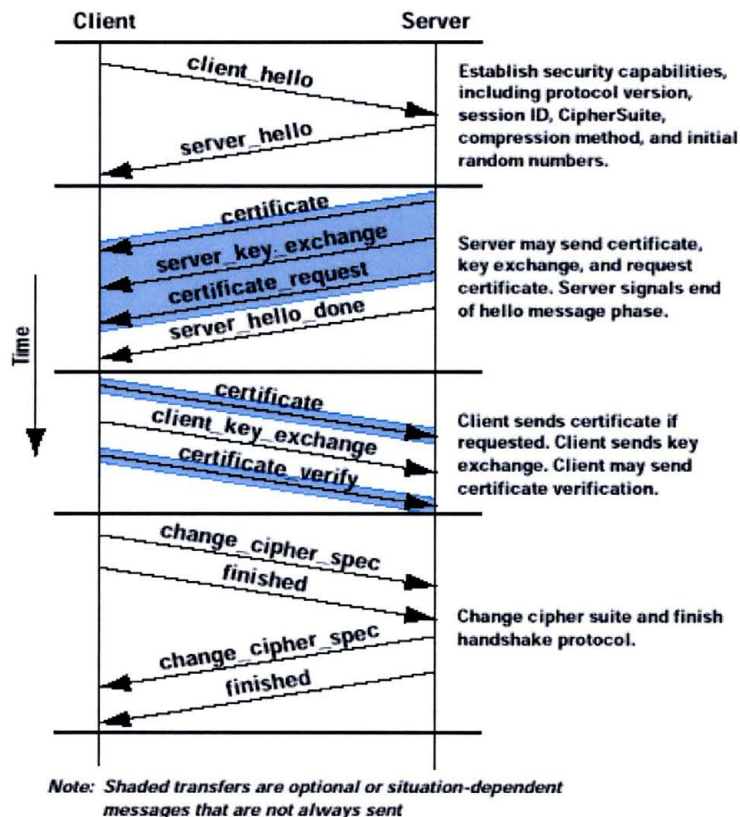 Client
Server
client_hello
server_hello
Establish security capabilities,
including protocol version,
session ID, CipherSuite,
compression method, and initial
random numbers.
certificate
server_key_exchange
certificate_request
server_hello_done
Server may send certificate,
key exchange, and request
certificate. Server signals end
of hello message phase.
Time
certificate
client_key_exchange
certificate_verify
Client sends certificate if
requested. Client sends key
exchange. Client may send
certificate verification.
change_cipher_spec
finished
change_cipher_spec
finished
Change cipher suite and finish
handshake protocol.
Note: Shaded transfers are optional or situation-dependent
messages that are not always sent